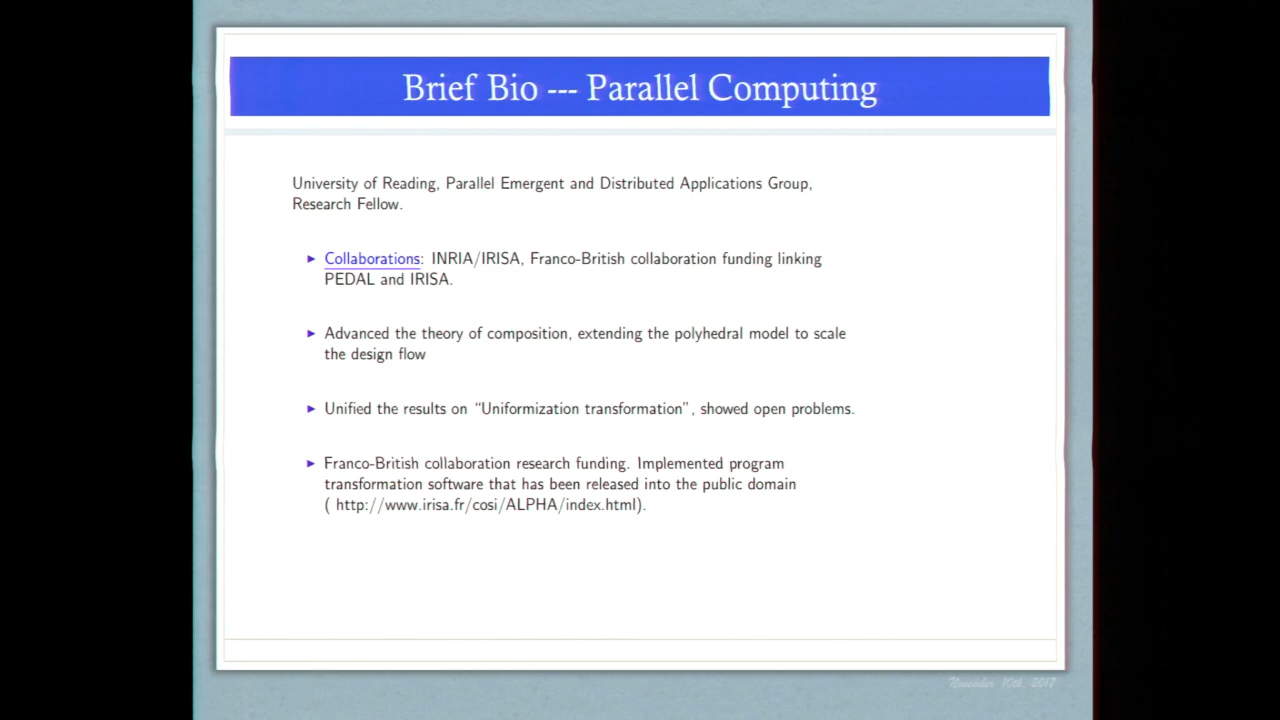 Brief Bio --- Parallel Computing
University of Reading, Parallel Emergent and Distributed Applications Group,
Research Fellow.
► Collaborations: INRIA/IRISA, Franco-British collaboration funding linking
PEDAL and IRISA.
► Advanced the theory of composition, extending the polyhedral model to scale
the design flow
► Unified the results on “Uniformization transformation”, showed open problems.
► Franco-British collaboration research funding. Implemented program
transformation software that has been released into the public domain
( http://www.irisa.fr/cosi/ALPHA/index.html).
November 10th, 2017